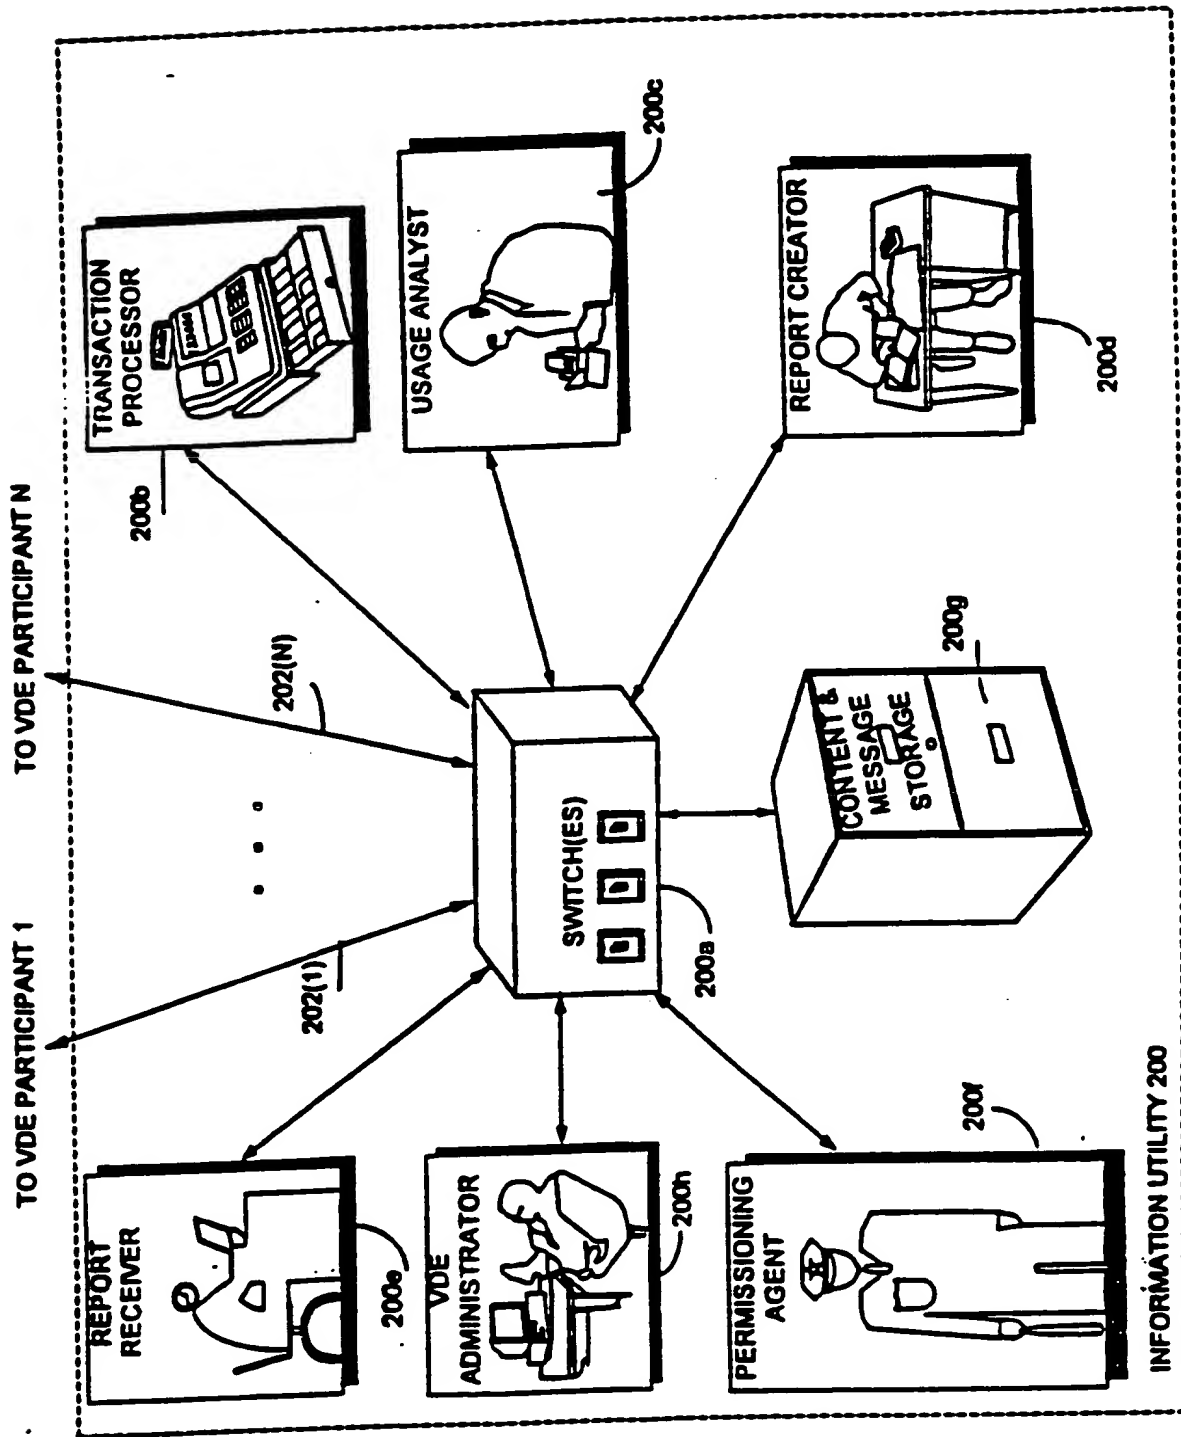 TO VDE PARTICIPANT 1
TO VDE PARTICIPANT N
202(1)
202(N)
REPORT
RECEIVER
200e
TRANSACTION
PROCESSOR
200b
VDE
ADMINISTRATOR
200h
SWITCH(ES)
200a
USAGE ANALYST
200c
PERMISSIONING
AGENT
200f
CONTENT &
MESSAGE
STORAGE
200g
REPORT CREATOR
200d
INFORMATION UTILITY 200